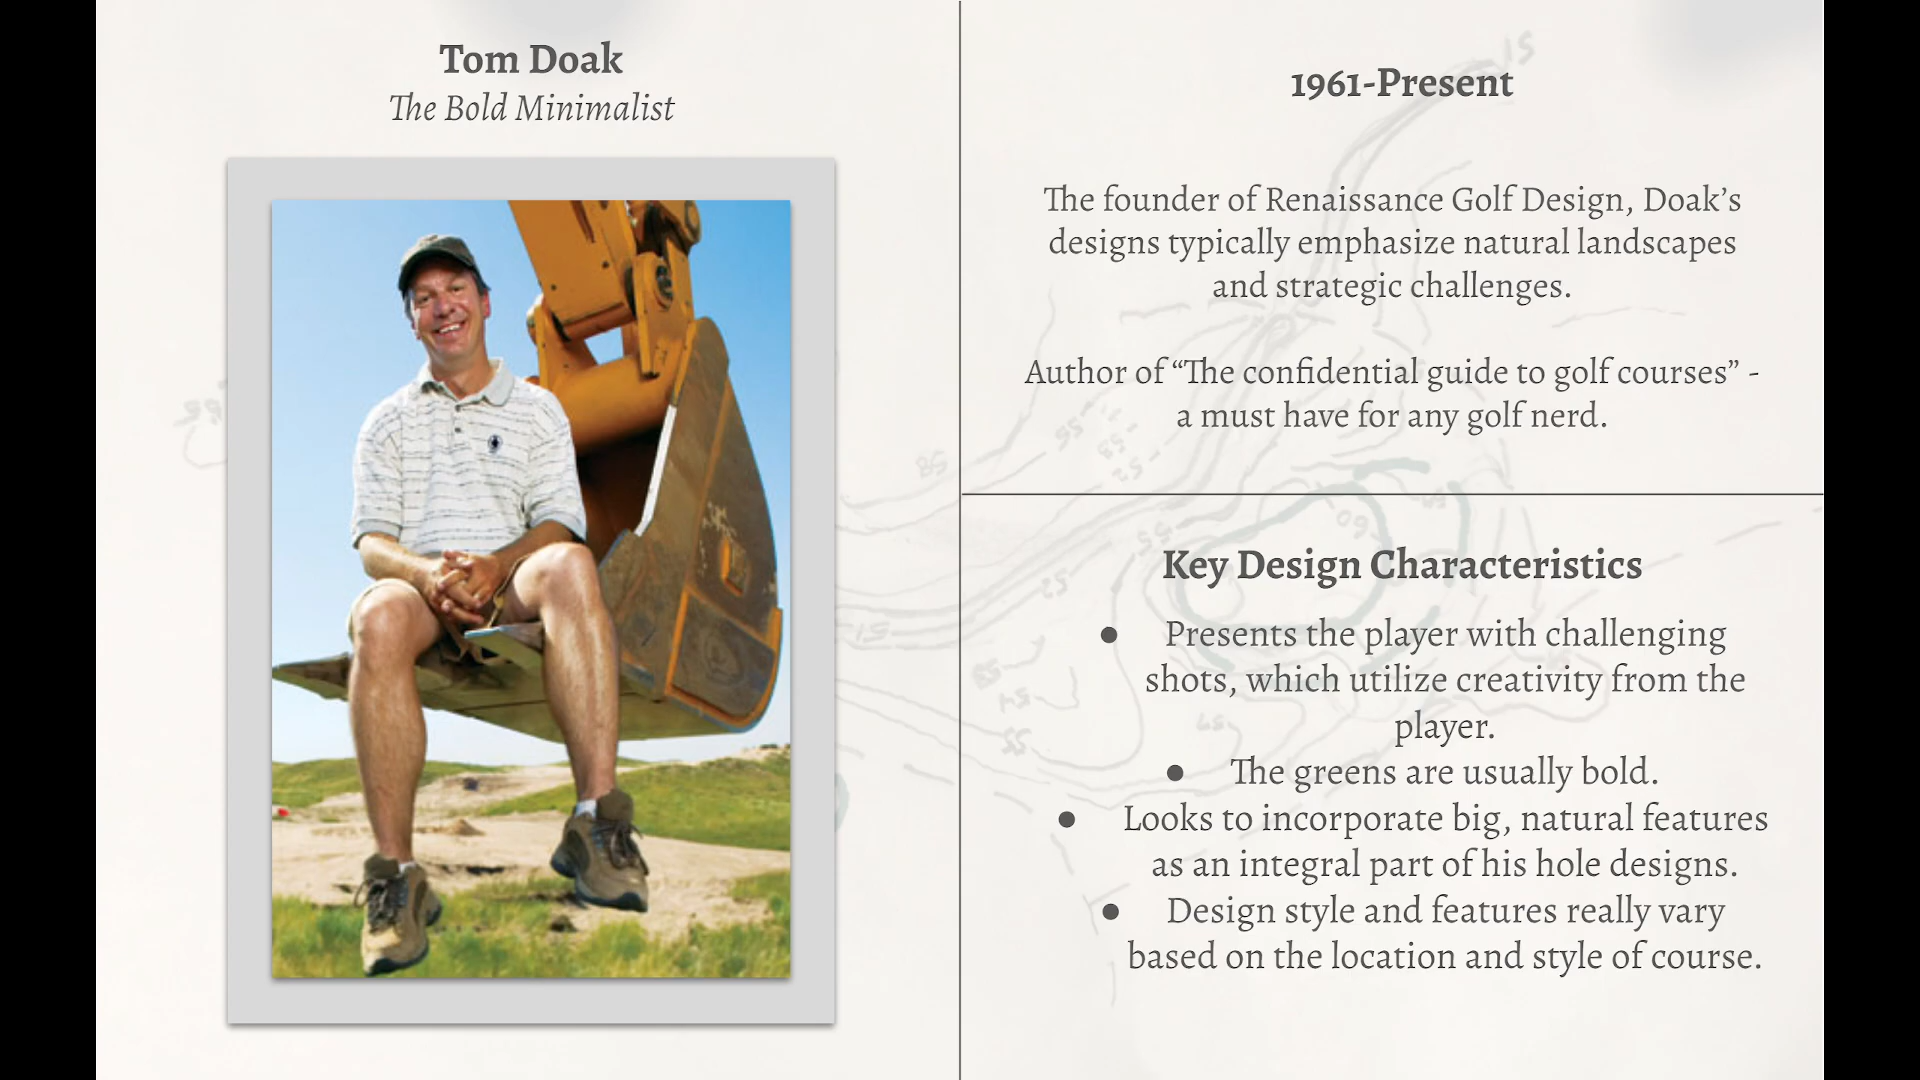 Tom Doak
The Bold Minimalist
1961-Present
The founder of Renaissance Golf Design, Doak’s
designs typically emphasize natural landscapes
and strategic challenges.
Author of “The confidential guide to golf courses” -
a must have for any golf nerd.
Key Design Characteristics
● Presents the player with challenging
shots, which utilize creativity from the
player.
● The greens are usually bold.
● Looks to incorporate big, natural features
as an integral part of his hole designs.
● Design style and features really vary
based on the location and style of course.